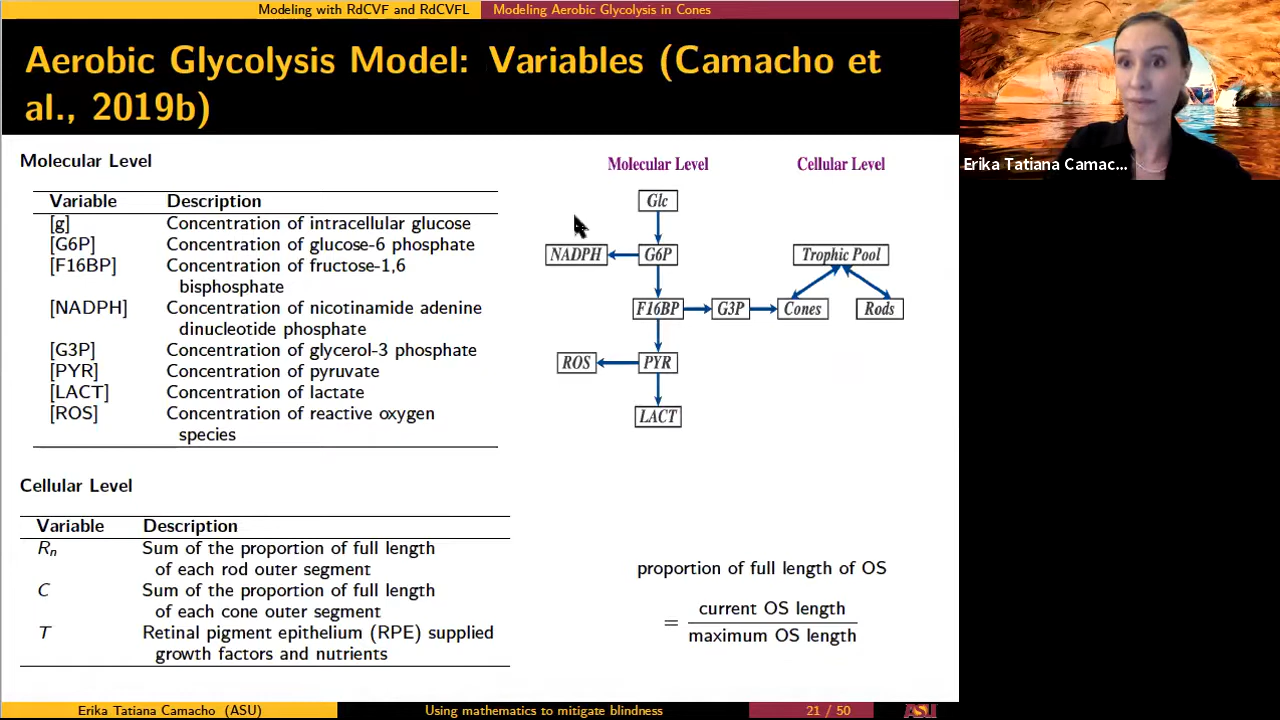 Modeling with RdCVF and RdCVFL
Modeling Aerobic Glycolysis in Cones
Aerobic Glycolysis Model: Variables (Camacho et
al., 2019b)
Erika Tatiana Camac...
Molecular Level
Variable Description
[g] Concentration of intracellular glucose
[G6P] Concentration of glucose-6 phosphate
[F16BP] Concentration of fructose-1,6
bisphosphate
[NADPH] Concentration of nicotinamide adenine
dinucleotide phosphate
[G3P] Concentration of glycerol-3 phosphate
[PYR] Concentration of pyruvate
[LACT] Concentration of lactate
[ROS] Concentration of reactive oxygen
species
Molecular Level
Cellular Level
Glc
NADPH
G6P
Trophic Pool
F16BP
G3P
Cones
Rods
ROS
PYR
LACT
Cellular Level
Variable Description
Rn Sum of the proportion of full length
of each rod outer segment
C Sum of the proportion of full length
of each cone outer segment
T Retinal pigment epithelium (RPE) supplied
growth factors and nutrients
proportion of full length of OS
= current OS length
maximum OS length
Erika Tatiana Camacho (ASU)
Using mathematics to mitigate blindness
21 / 50
ASU